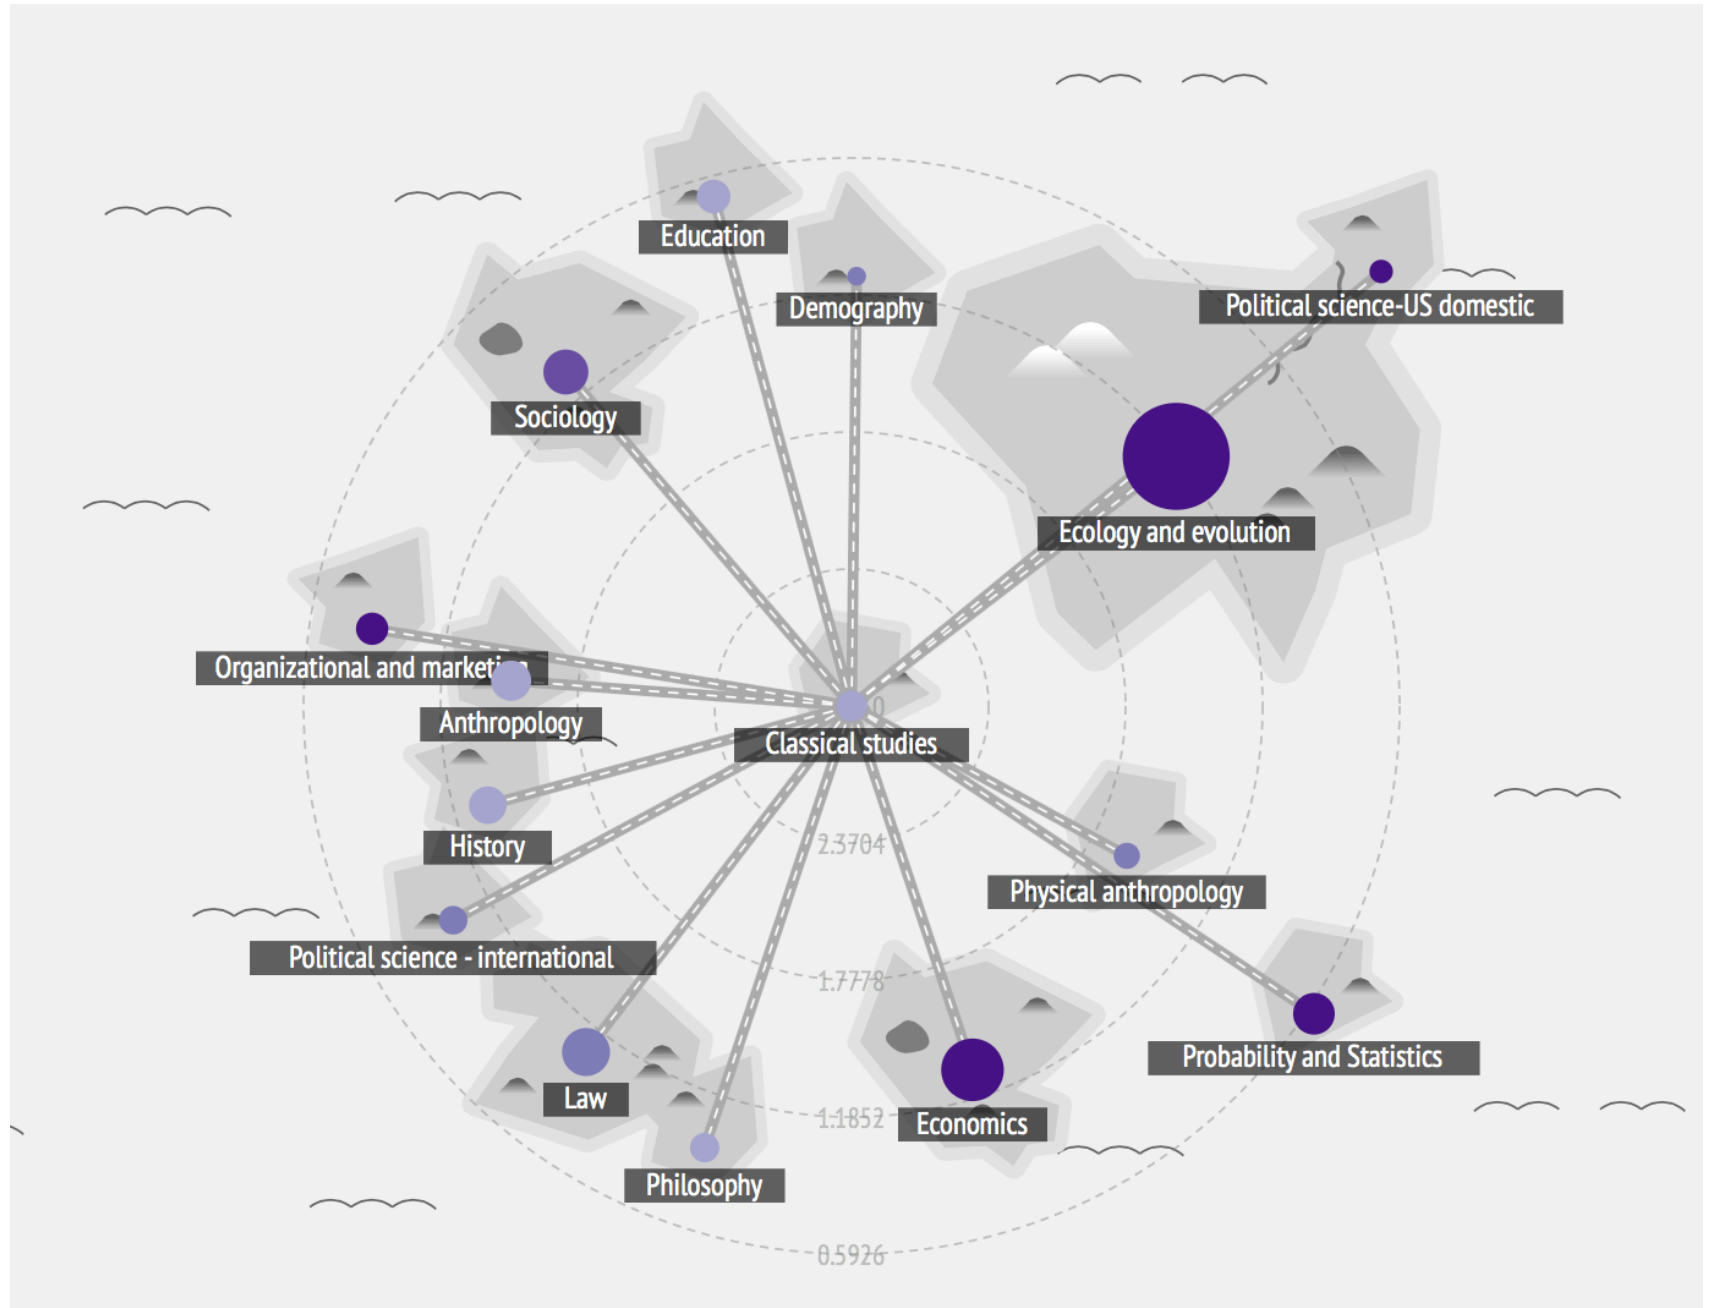 Education
Demography
Political science-US domestic
Sociology
Ecology and evolution
Organizational and marketing
Anthropology
0
Classical studies
History
2.3704
Physical anthropology
Political science - international
1.7778
Probability and Statistics
Law
1.1852
Economics
Philosophy
0.5926